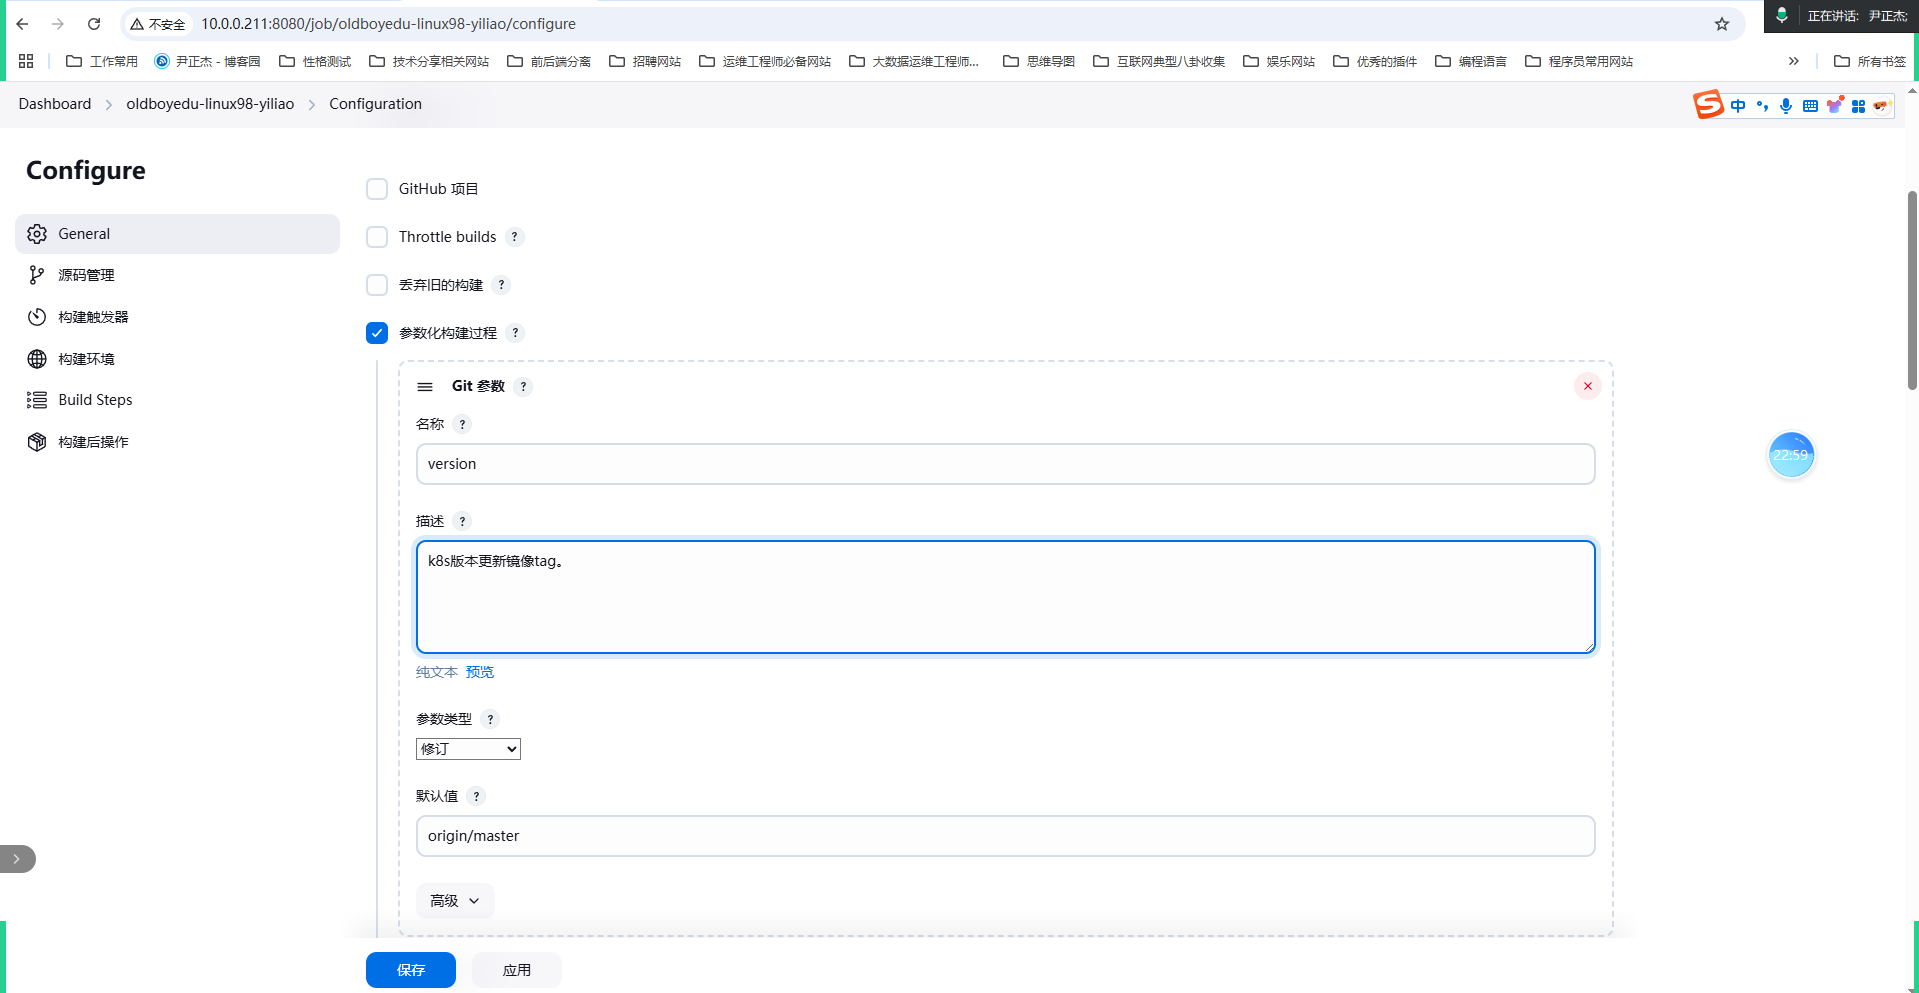 不安全 10.0.0.211:8080/job/oldboyedu-linux98-yiliao/configure
正在讲话: 尹正杰;
工作常用 尹正杰 - 博客园 性格测试 技术分享相关网站 前后端分离 招聘网站 运维工程师必备网站 大数据运维工程师... 思维导图 互联网典型八卦收集 娱乐网站 优秀的插件 编程语言 程序员常用网站 » 所有书签
Dashboard oldboyedu-linux98-yiliao Configuration
中
Configure
General
源码管理
构建触发器
构建环境
Build Steps
构建后操作
GitHub 项目
Throttle builds ?
丢弃旧的构建 ?
参数化构建过程 ?
Git 参数 ?
名称 ?
version
描述 ?
k8s版本更新镜像tag。
纯文本 预览
参数类型 ?
修订
默认值 ?
origin/master
高级
保存 应用
22:59